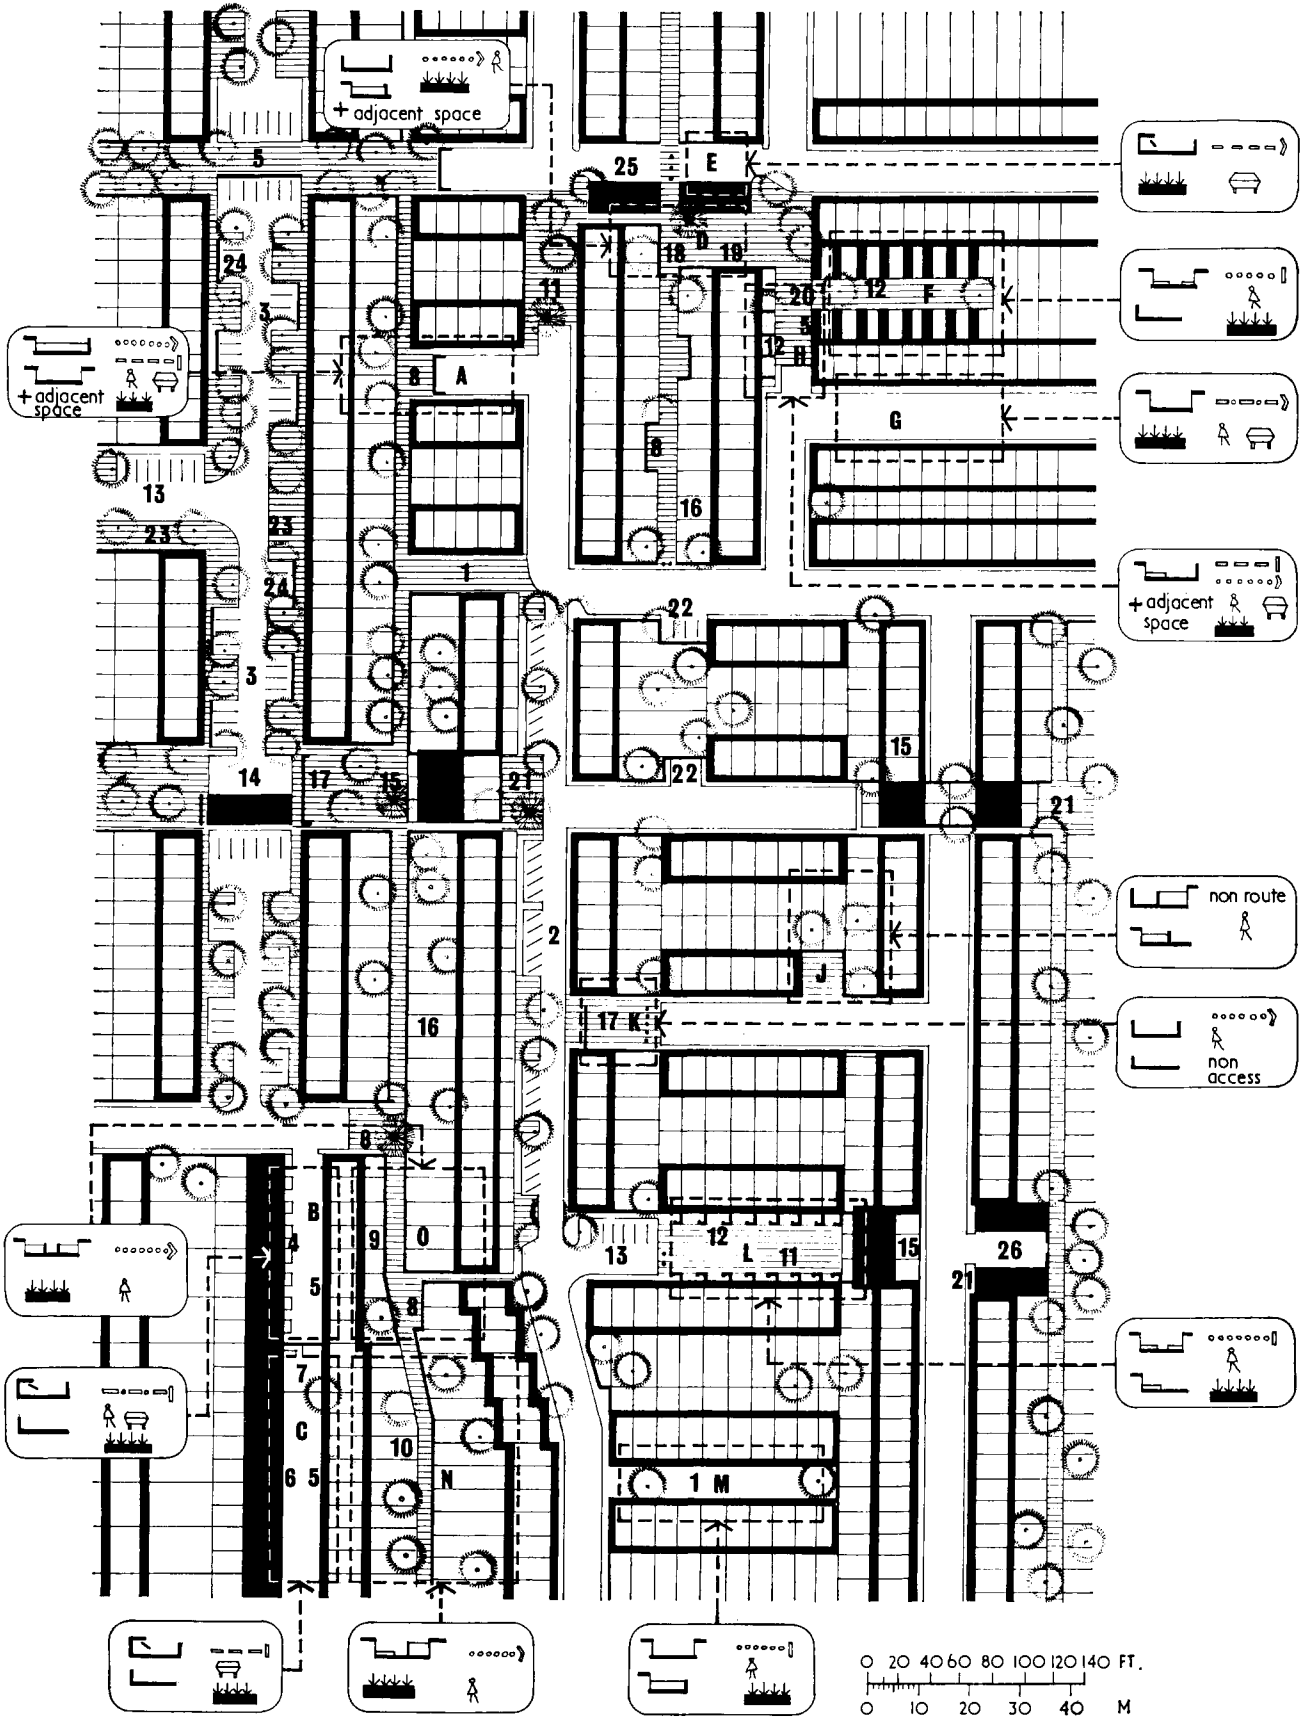 + adjacent space
5
25
E
24
18
D
19
11
3
20
12
F
5
12
H
+ adjacent
space
8
A
G
8
13
16
23
23
1
24
22
+ adjacent
space
3
15
14
17
15
21
22
21
2
non route
J
16
17 K
non
access
8
B
4
9
O
12
L
11
13
15
26
21
5
8
7
C
10
6
5
N
1 M
0 20 40 60 80 100 120 140 FT.
0 10 20 30 40 M